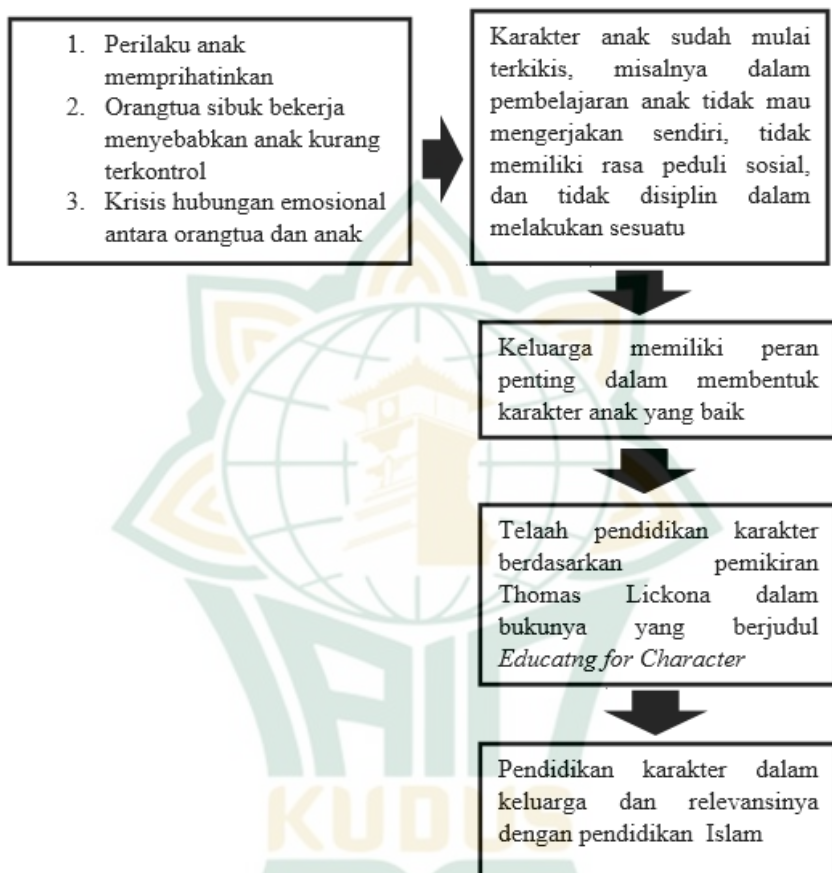 1. Perilaku anak
memprihatinkan
2. Orangtua sibuk bekerja
menyebabkan anak kurang
terkontrol
3. Krisis hubungan emosional
antara orangtua dan anak
Karakter anak sudah mulai
terkikis, misalnya dalam
pembelajaran anak tidak mau
mengerjakan sendiri, tidak
memiliki rasa peduli sosial,
dan tidak disiplin dalam
melakukan sesuatu
Keluarga memiliki peran
penting dalam membentuk
karakter anak yang baik
Telaah pendidikan karakter
berdasarkan pemikiran
Thomas Lickona dalam
bukunya yang berjudul
Educatng for Character
Pendidikan karakter dalam
keluarga dan relevansinya
dengan pendidikan Islam
KUDUS